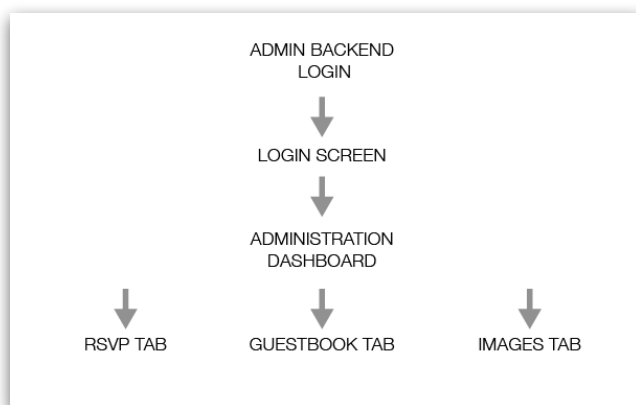 ADMIN BACKEND
LOGIN
LOGIN SCREEN
ADMINISTRATION
DASHBOARD
RSVP TAB
GUESTBOOK TAB
IMAGES TAB